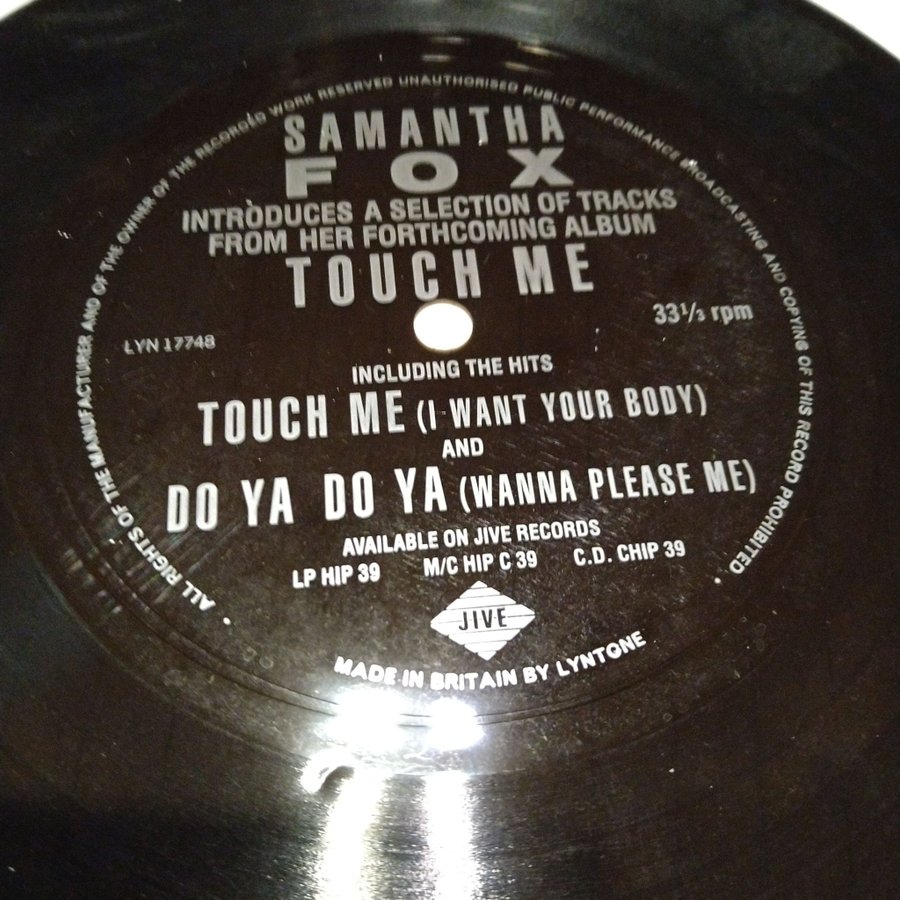 ALL RIGHTS OF THE MANUFACTURER AND OF THE OWNER OF THE RECORDED WORK RESERVED UNAUTHORISED PUBLIC PERFORMANCE BROADCASTING AND COPYING OF THIS RECORD PROHIBITED
SAMANTHA
FOX
INTRODUCES A SELECTION OF TRACKS
FROM HER FORTHCOMING ALBUM
TOUCH ME
33⅓ rpm
LYN 17748
INCLUDING THE HITS
TOUCH ME (I WANT YOUR BODY)
AND
DO YA DO YA (WANNA PLEASE ME)
AVAILABLE ON JIVE RECORDS
LP HIP 39 M/C HIP C 39 C.D. CHIP 39
JIVE
MADE IN BRITAIN BY LYNTONE